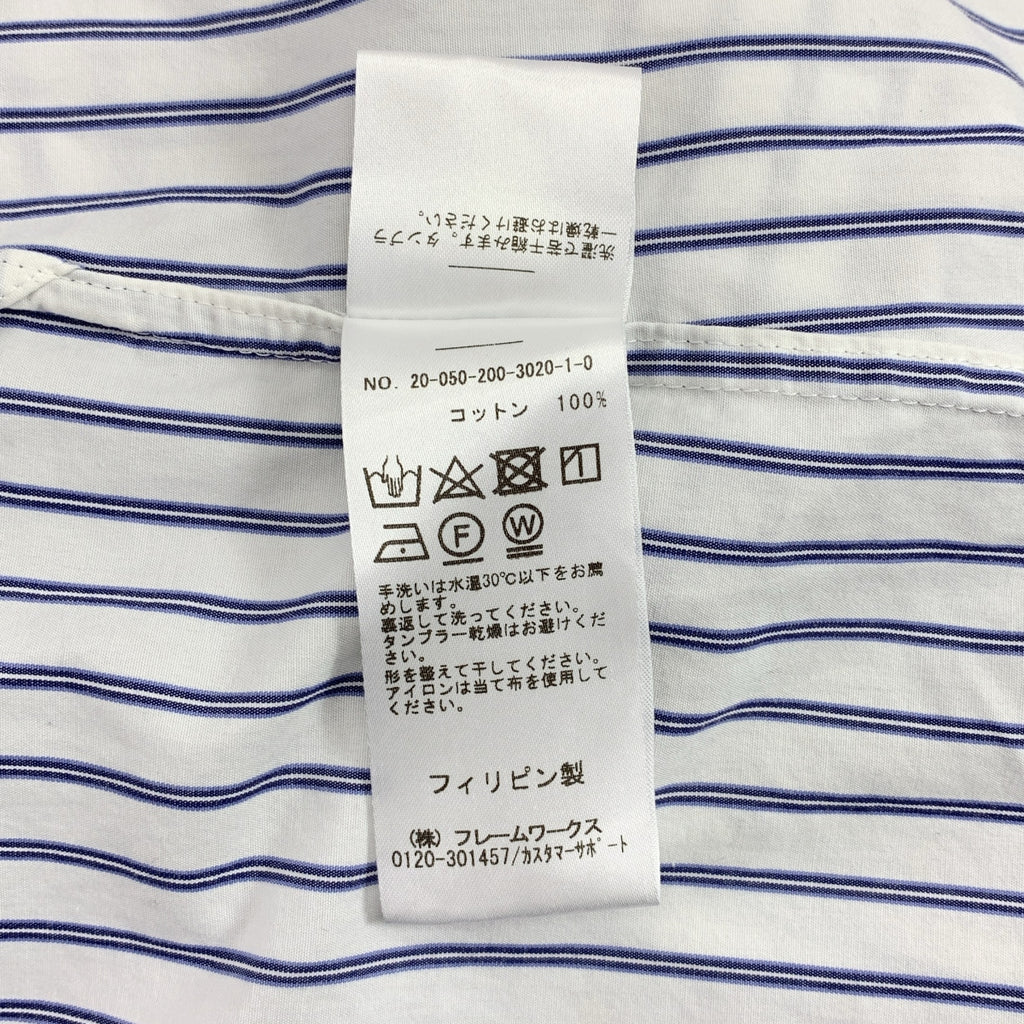 洗濯で若干縮みます。タンブラ
ー乾燥はお避けください。
NO. 20-050-200-3020-1-0
コットン 100%
F W
手洗いは水温30℃以下をお薦
めします。
裏返して洗ってください。
タンブラー乾燥はお避けくだ
さい。
形を整えて干してください。
アイロンは当て布を使用して
ください。
フィリピン製
(株) フレームワークス
0120-301457/カスタマーサポート